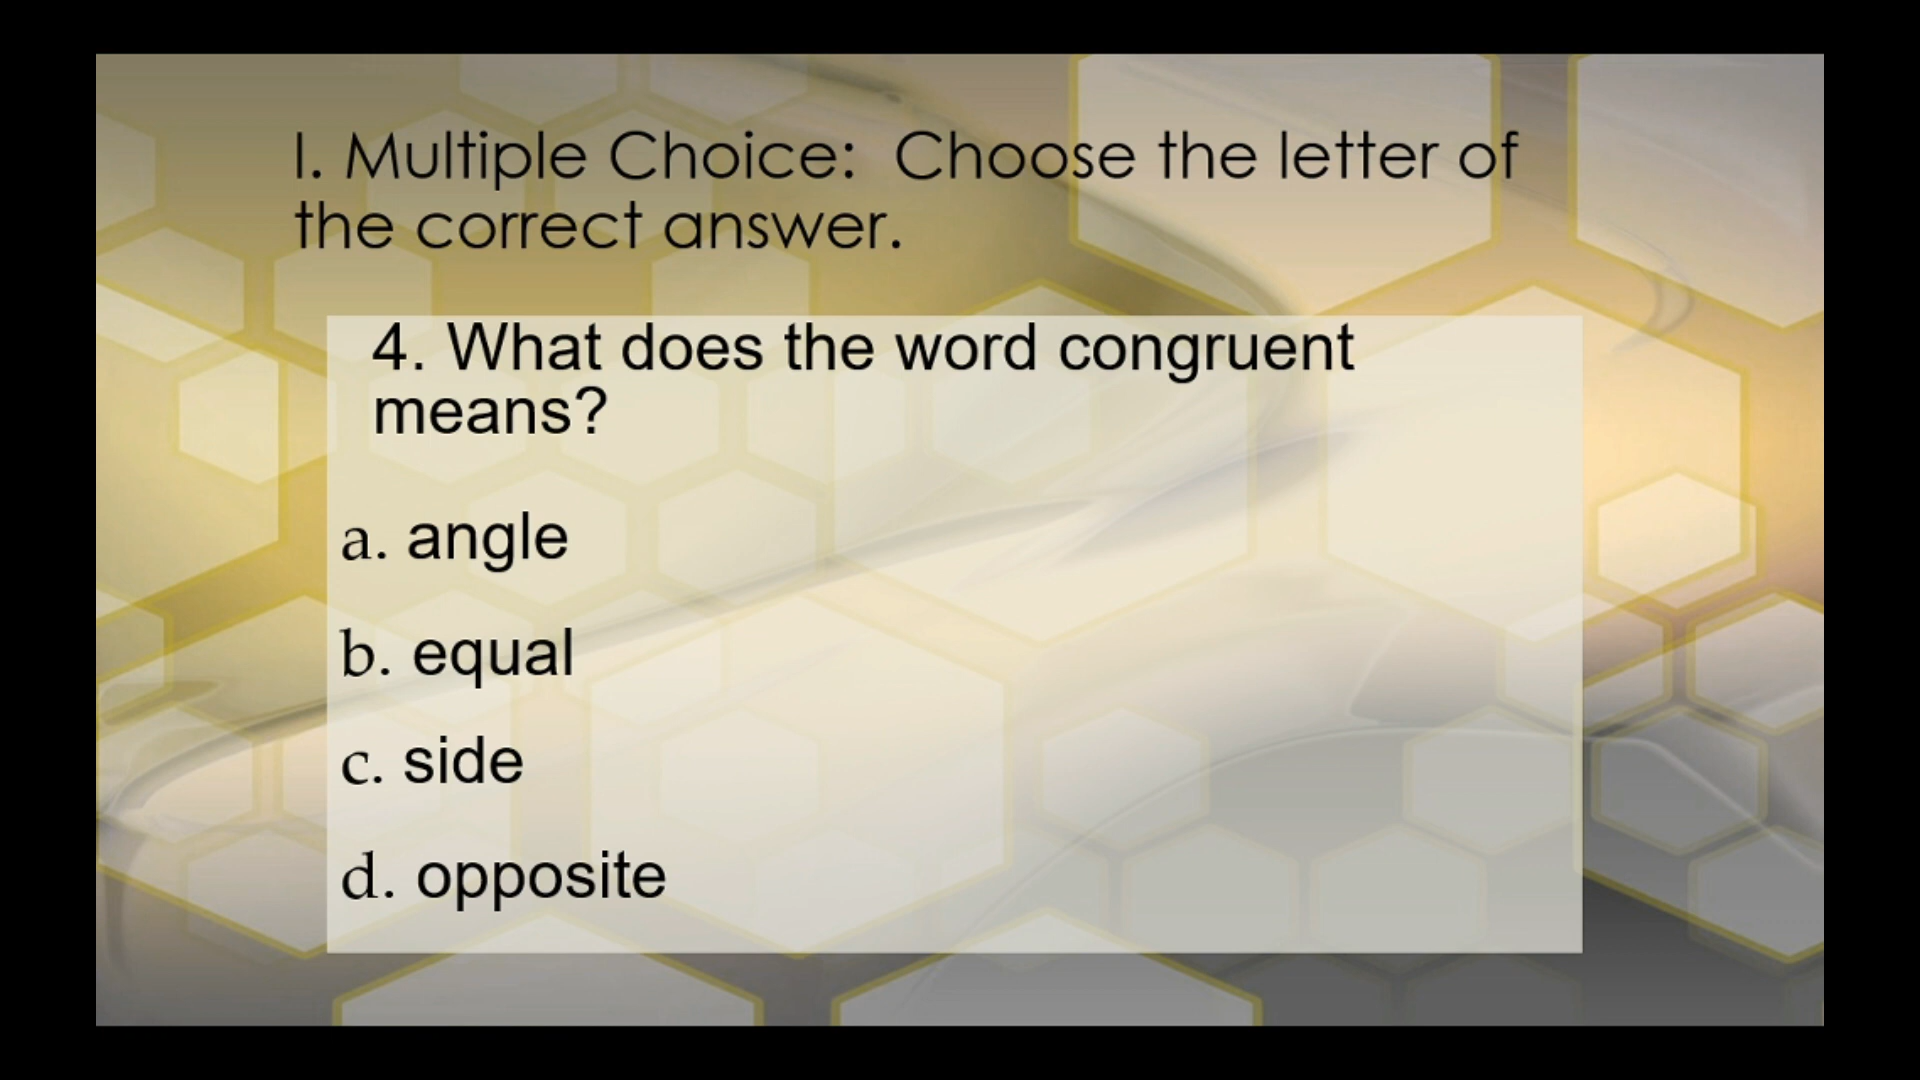 I. Multiple Choice:  Choose the letter of
the correct answer.
4. What does the word congruent
means?
a. angle
b. equal
c. side
d. opposite